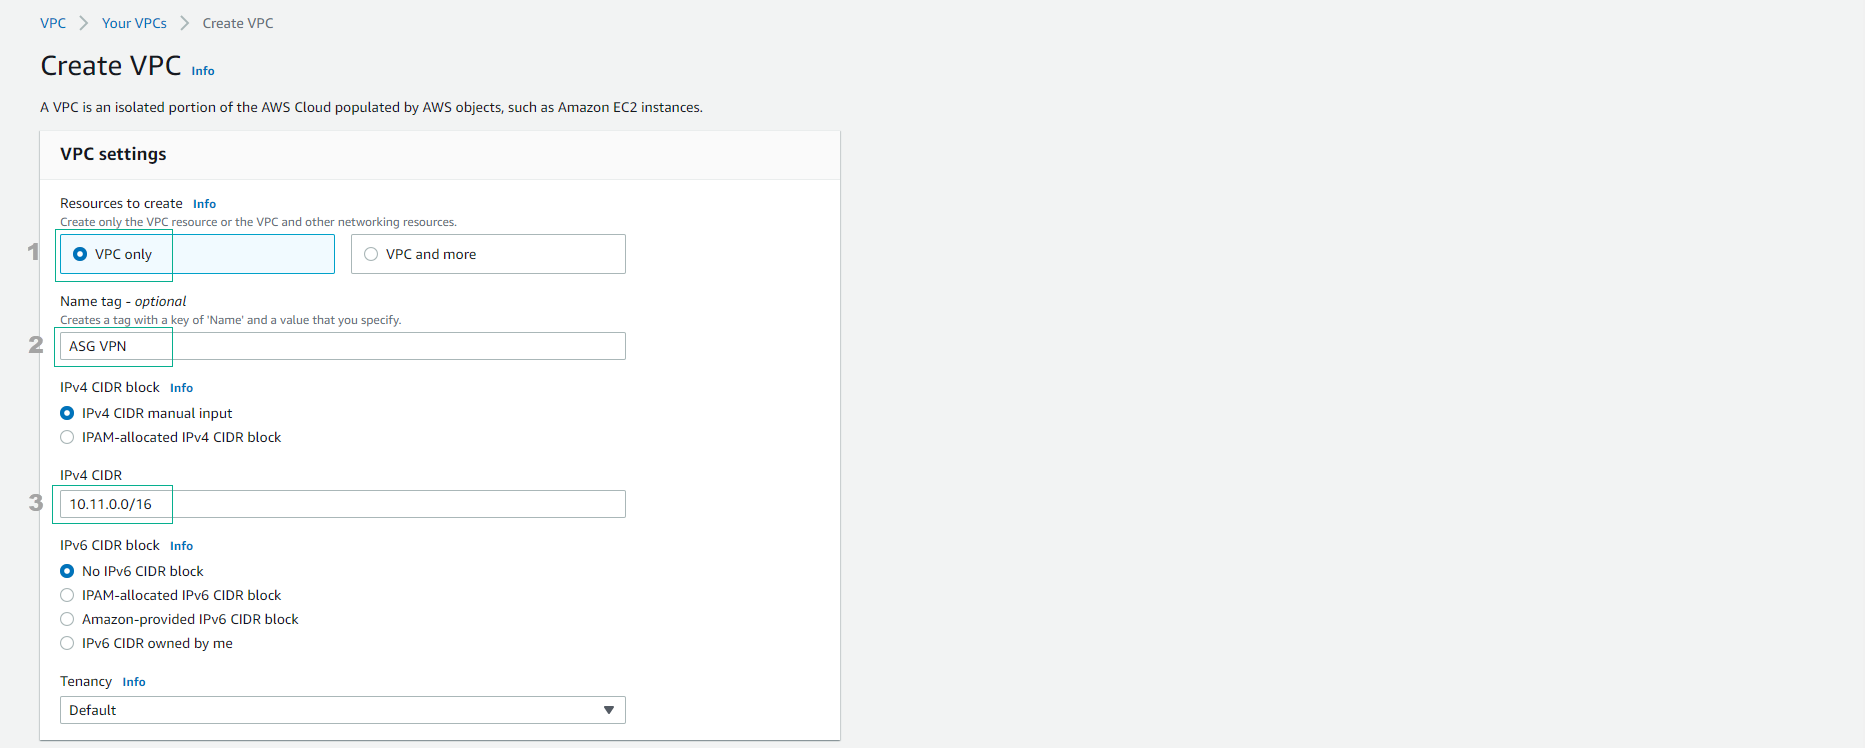 VPC > Your VPCs > Create VPC
Create VPC Info
A VPC is an isolated portion of the AWS Cloud populated by AWS objects, such as Amazon EC2 instances.
VPC settings
Resources to create Info
Create only the VPC resource or the VPC and other networking resources.
1 VPC only VPC and more
Name tag - optional
Creates a tag with a key of 'Name' and a value that you specify.
2 ASG VPN
IPv4 CIDR block Info
IPv4 CIDR manual input
IPAM-allocated IPv4 CIDR block
IPv4 CIDR
3 10.11.0.0/16
IPv6 CIDR block Info
No IPv6 CIDR block
IPAM-allocated IPv6 CIDR block
Amazon-provided IPv6 CIDR block
IPv6 CIDR owned by me
Tenancy Info
Default